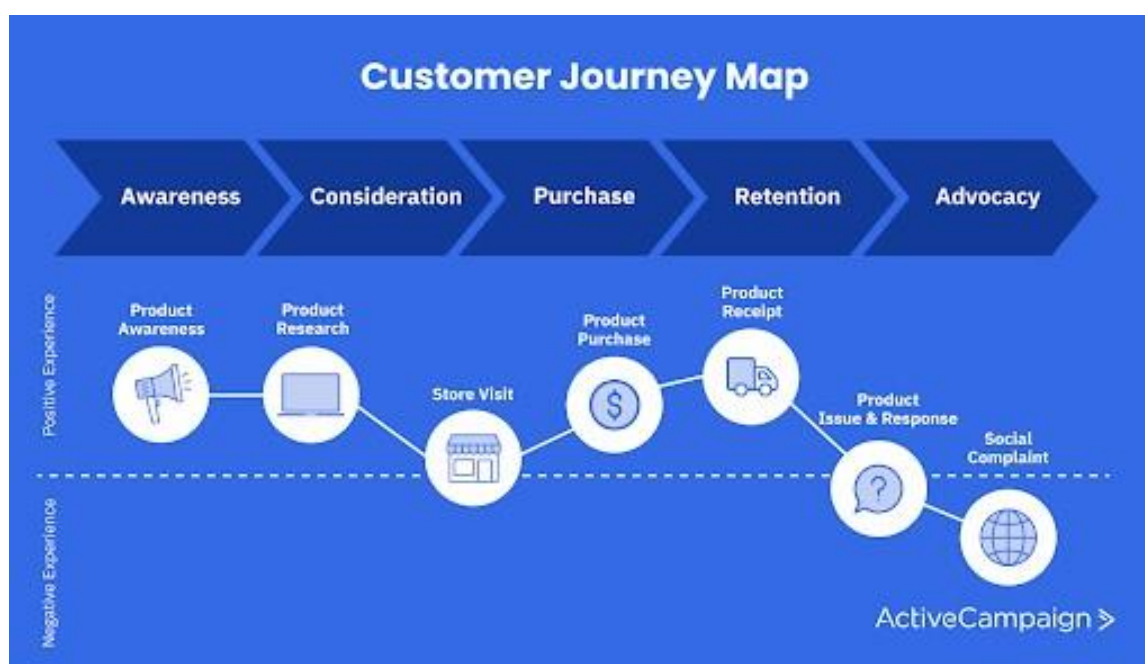 Customer Journey Map
Awareness
Consideration
Purchase
Retention
Advocacy
Positive Experience
Product
Awareness
Product
Research
Store Visit
Product
Purchase
Product
Receipt
Product
Issue & Response
Social
Complaint
$
?
Negative Experience
ActiveCampaign